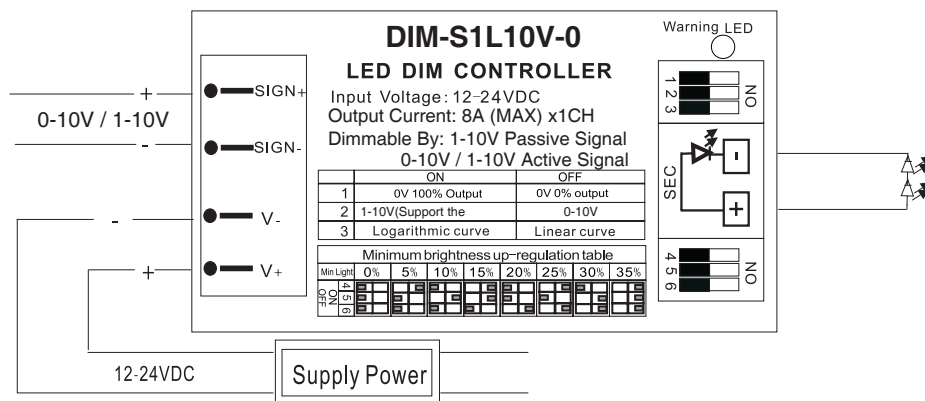 DIM-S1L10V-0
Warning LED
LED DIM CONTROLLER
Input Voltage: 12-24VDC
Output Current: 8A (MAX) x1CH
Dimmable By: 1-10V Passive Signal
0-10V / 1-10V Active Signal
+
0-10V / 1-10V
-
SIGN+
SIGN-
-
V-
+
V+
ON OFF
1 0V 100% Output 0V 0% output
2 1-10V(Support the 0-10V
3 Logarithmic curve Linear curve
Minimum brightness up-regulation table
Min Light 0% 5% 10% 15% 20% 25% 30% 35%
ON
OFF
4
5
6
1
2
3
ON
SEC
-
+
4
5
6
ON
12-24VDC
Supply Power